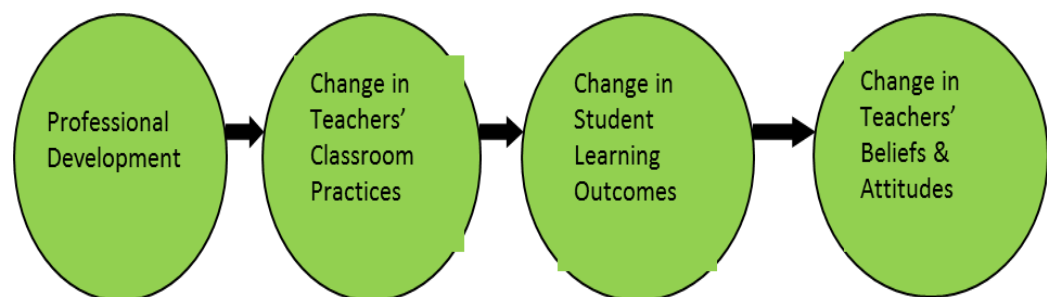 Professional
Development
Change in
Teachers’
Classroom
Practices
Change in
Student
Learning
Outcomes
Change in
Teachers’
Beliefs &
Attitudes